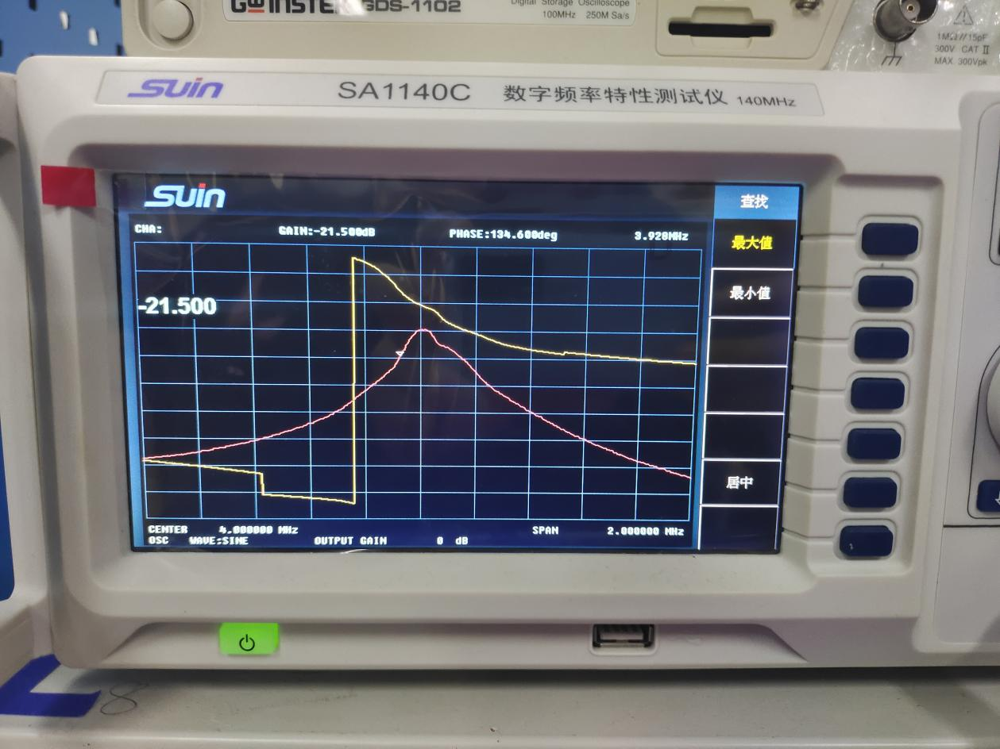 GWINSTEK GDS-1102
Digital Storage Oscilloscope
100MHz 250M Sa/s
1MΩ//15pF
300V CAT II
MAX. 300Vpk
SUIN SA1140C 数字频率特性测试仪 140MHz
SUIN
查找
CHA: GAIN:-21.500dB PHASE:134.600deg 3.920MHz
最大值
-21.500
最小值
居中
CENTER 4.000000 MHz SPAN 2.000000 MHz
OSC WAVE:SINE OUTPUT GAIN 0 dB
8